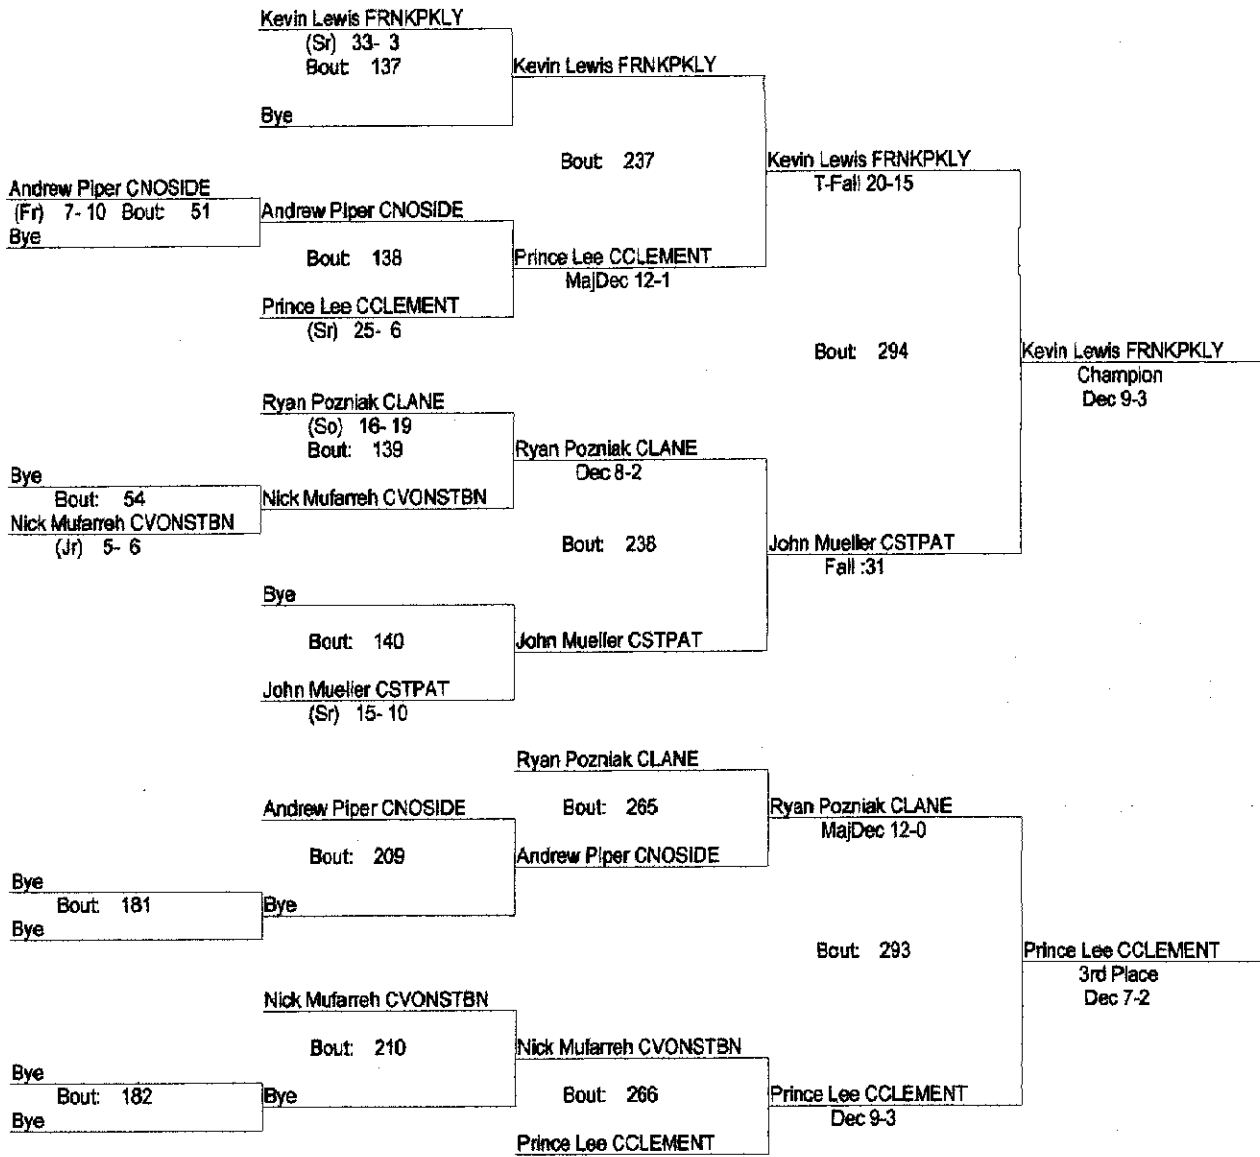 Kevin Lewis FRNKPKLY
(Sr) 33- 3
Bout: 137
Kevin Lewis FRNKPKLY
Bye
Bout: 237
Kevin Lewis FRNKPKLY
T-Fall 20-15
Andrew Piper CNOSIDE
(Fr) 7- 10 Bout: 51
Bye
Andrew Piper CNOSIDE
Bout: 138
Prince Lee CCLEMENT
MajDec 12-1
Prince Lee CCLEMENT
(Sr) 25- 6
Bout: 294
Kevin Lewis FRNKPKLY
Champion
Dec 9-3
Ryan Pozniak CLANE
(So) 16- 19
Bout: 139
Ryan Pozniak CLANE
Dec 8-2
Bye
Bout: 54
Nick Mufarreh CVONSTBN
(Jr) 5- 6
Nick Mufarreh CVONSTBN
Bout: 238
John Mueller CSTPAT
Fall :31
Bye
Bout: 140
John Mueller CSTPAT
John Mueller CSTPAT
(Sr) 15- 10
Ryan Pozniak CLANE
Bout: 265
Ryan Pozniak CLANE
MajDec 12-0
Andrew Piper CNOSIDE
Bout: 209
Andrew Piper CNOSIDE
Bye
Bout: 181
Bye
Bye
Bout: 293
Prince Lee CCLEMENT
3rd Place
Dec 7-2
Nick Mufarreh CVONSTBN
Bout: 210
Nick Mufarreh CVONSTBN
Bye
Bout: 182
Bye
Bye
Bout: 266
Prince Lee CCLEMENT
Dec 9-3
Prince Lee CCLEMENT